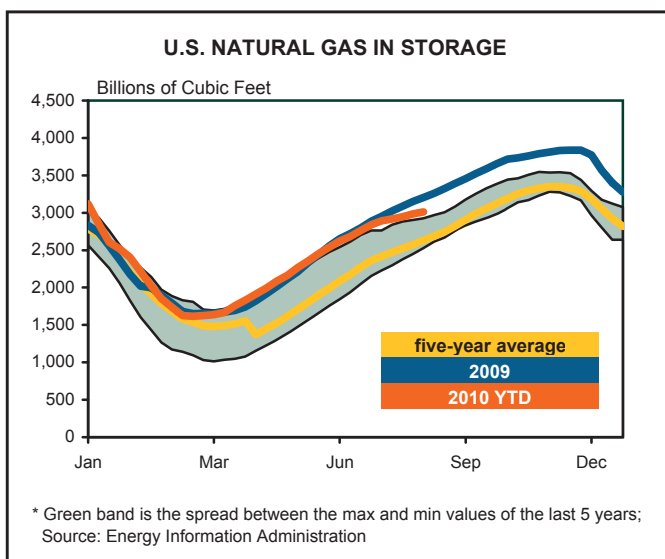 U.S. NATURAL GAS IN STORAGE
Billions of Cubic Feet
4,500
4,000
3,500
3,000
2,500
2,000
1,500
1,000
500
0
five-year average
2009
2010 YTD
Jan Mar Jun Sep Dec
* Green band is the spread between the max and min values of the last 5 years;
Source: Energy Information Administration